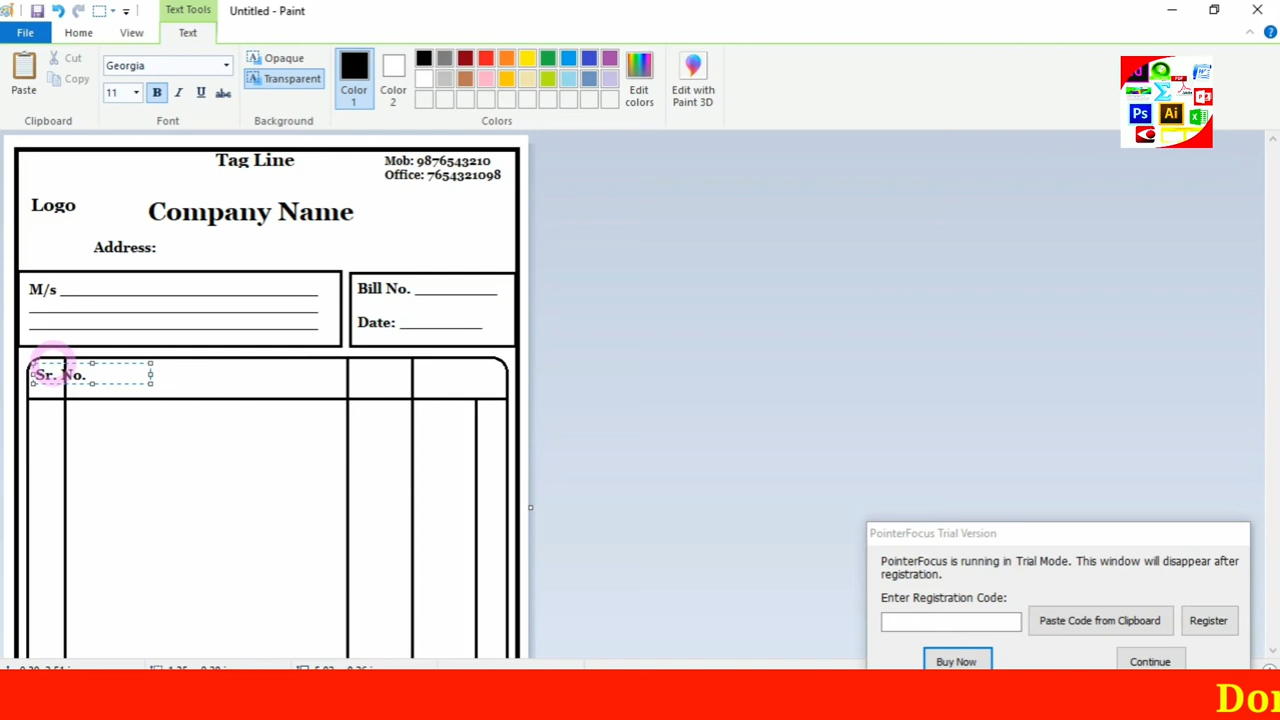 Text Tools
Untitled - Paint
File
Home
View
Text
Paste
Cut
Copy
Clipboard
Georgia
11
B
I
U
abc
Font
Opaque
Transparent
Background
Color
1
Color
2
Edit
colors
Colors
Edit with
Paint 3D
Ps
Ai
Tag Line
Mob: 9876543210
Office: 7654321098
Logo
Company Name
Address:
M/s
Bill No.
Date:
Sr. No.
PointerFocus Trial Version
PointerFocus is running in Trial Mode. This window will disappear after
registration.
Enter Registration Code:
Paste Code from Clipboard
Register
Buy Now
Continue